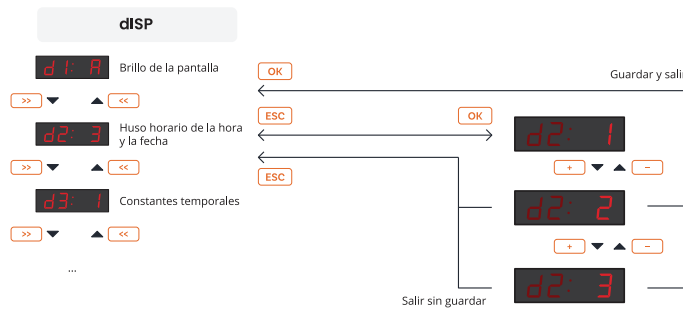 dISP
d1: A
Brillo de la pantalla
OK
Guardar y salir
>>
<<
ESC
OK
d2: 3
Huso horario de la hora
y la fecha
d2: 1
>>
<<
ESC
+
−
d3: 1
Constantes temporales
d2: 2
>>
<<
+
−
...
d2: 3
Salir sin guardar